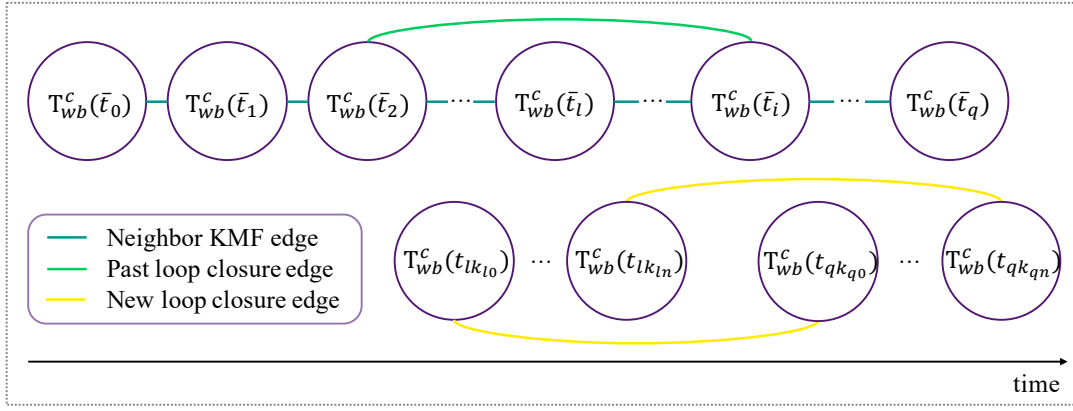 T^c_{wb}(t̄_0) T^c_{wb}(t̄_1) T^c_{wb}(t̄_2) ··· T^c_{wb}(t̄_l) ··· T^c_{wb}(t̄_i) ··· T^c_{wb}(t̄_q)
T^c_{wb}(t_{lk_{l0}}) ··· T^c_{wb}(t_{lk_{ln}}) T^c_{wb}(t_{qk_{q0}}) ··· T^c_{wb}(t_{qk_{qn}})
Neighbor KMF edge
Past loop closure edge
New loop closure edge
time